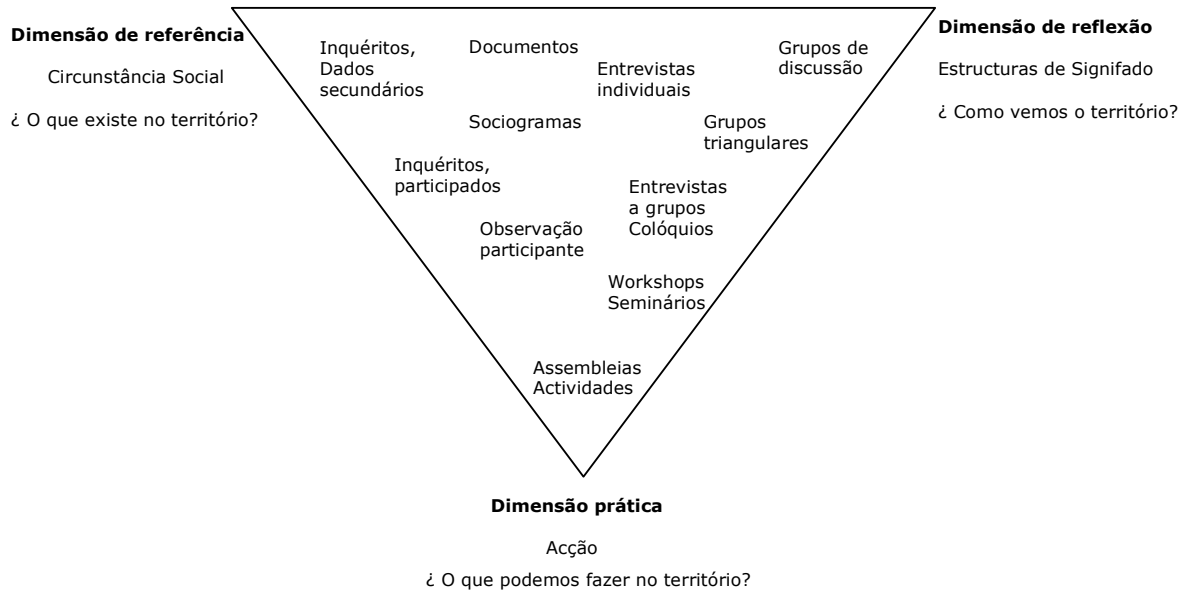 Dimensão de referência
Circunstância Social
¿ O que existe no território?
Inquéritos,
Dados
secundários
Documentos
Entrevistas
individuais
Grupos de
discussão
Dimensão de reflexão
Estructuras de Signifado
¿ Como vemos o território?
Sociogramas
Grupos
triangulares
Inquéritos,
participados
Entrevistas
a grupos
Colóquios
Observação
participante
Workshops
Seminários
Assembleias
Actividades
Dimensão prática
Acção
¿ O que podemos fazer no território?